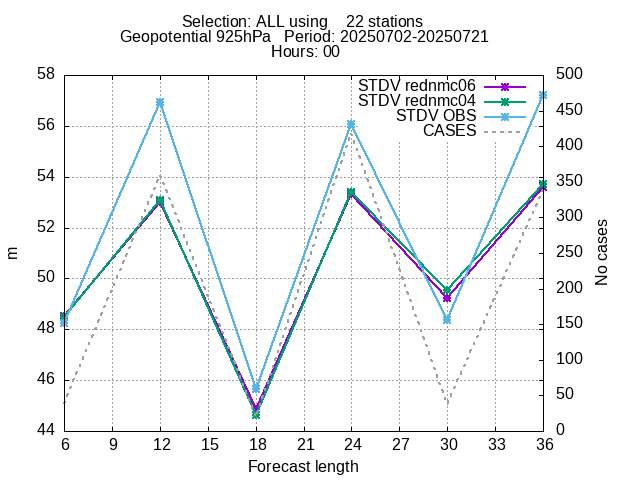 Selection: ALL using    22 stations
Geopotential 925hPa   Period: 20250702-20250721
Hours: 00
STDV rednmc06
STDV rednmc04
STDV OBS
CASES
58
56
54
52
50
48
46
44
m
500
450
400
350
300
250
200
150
100
50
0
No cases
6 9 12 15 18 21 24 27 30 33 36
Forecast length